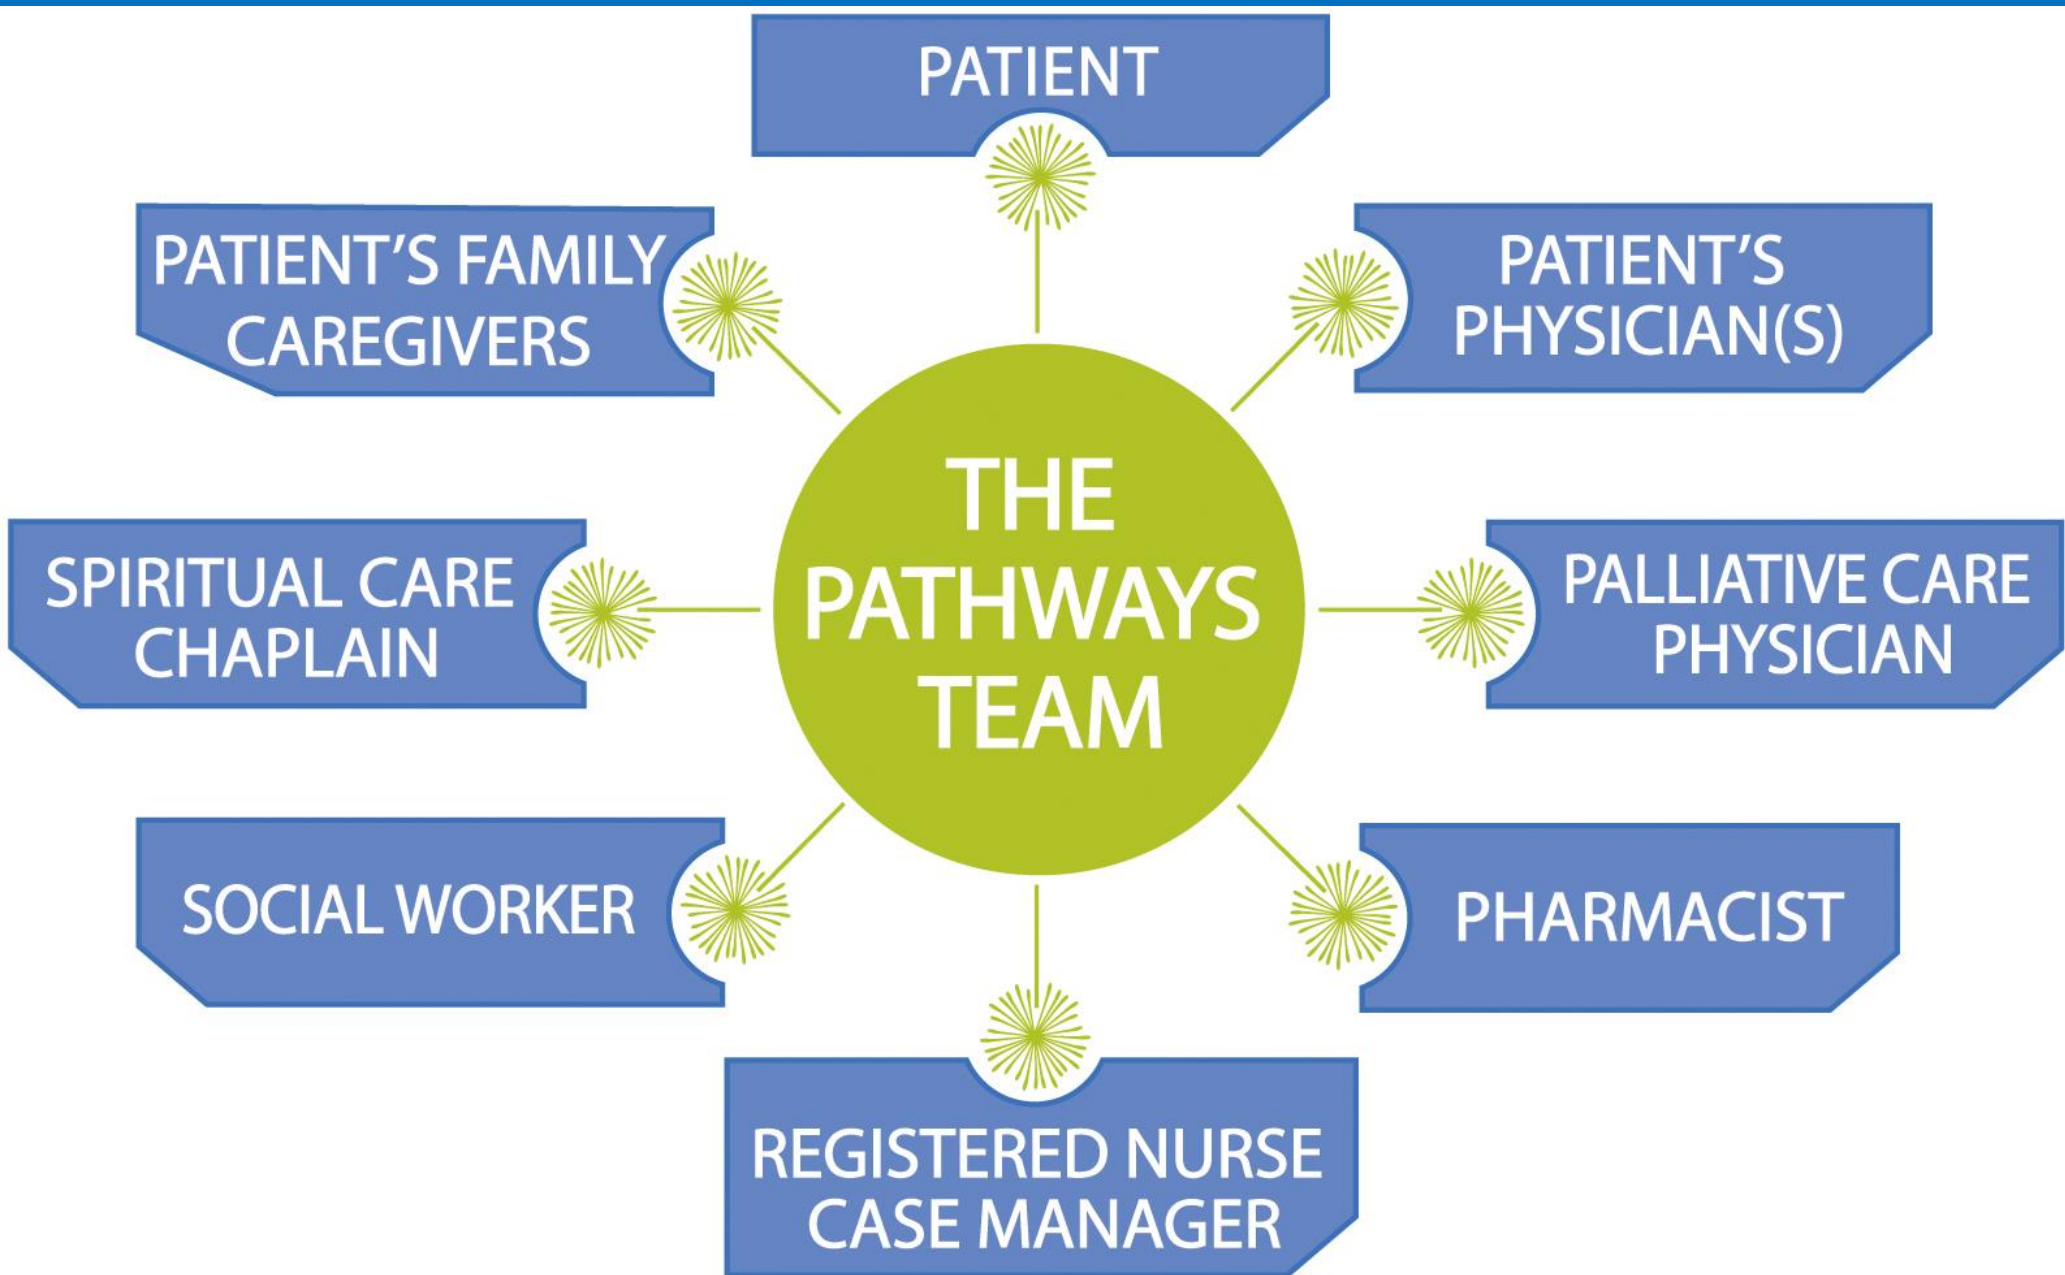 PATIENT
PATIENT’S FAMILY
CAREGIVERS
PATIENT’S
PHYSICIAN(S)
THE
PATHWAYS
TEAM
SPIRITUAL CARE
CHAPLAIN
PALLIATIVE CARE
PHYSICIAN
SOCIAL WORKER
PHARMACIST
REGISTERED NURSE
CASE MANAGER